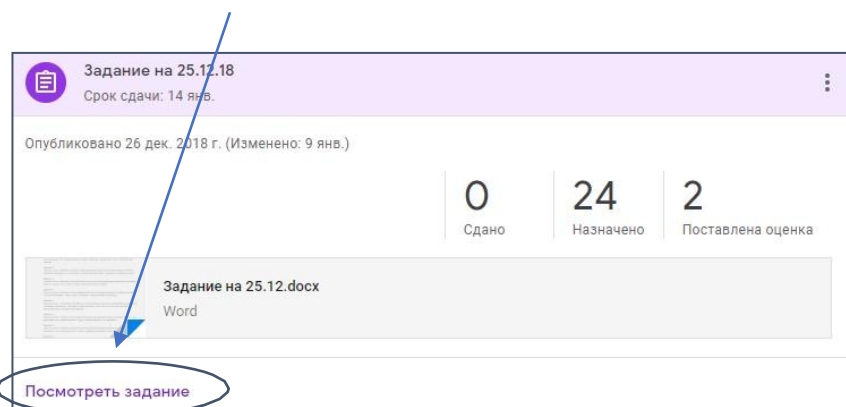 Задание на 25.12.18
Срок сдачи: 14 янв.
Опубликовано 26 дек. 2018 г. (Изменено: 9 янв.)
0
Сдано
24
Назначено
2
Поставлена оценка
Задание на 25.12.docx
Word
Посмотреть задание